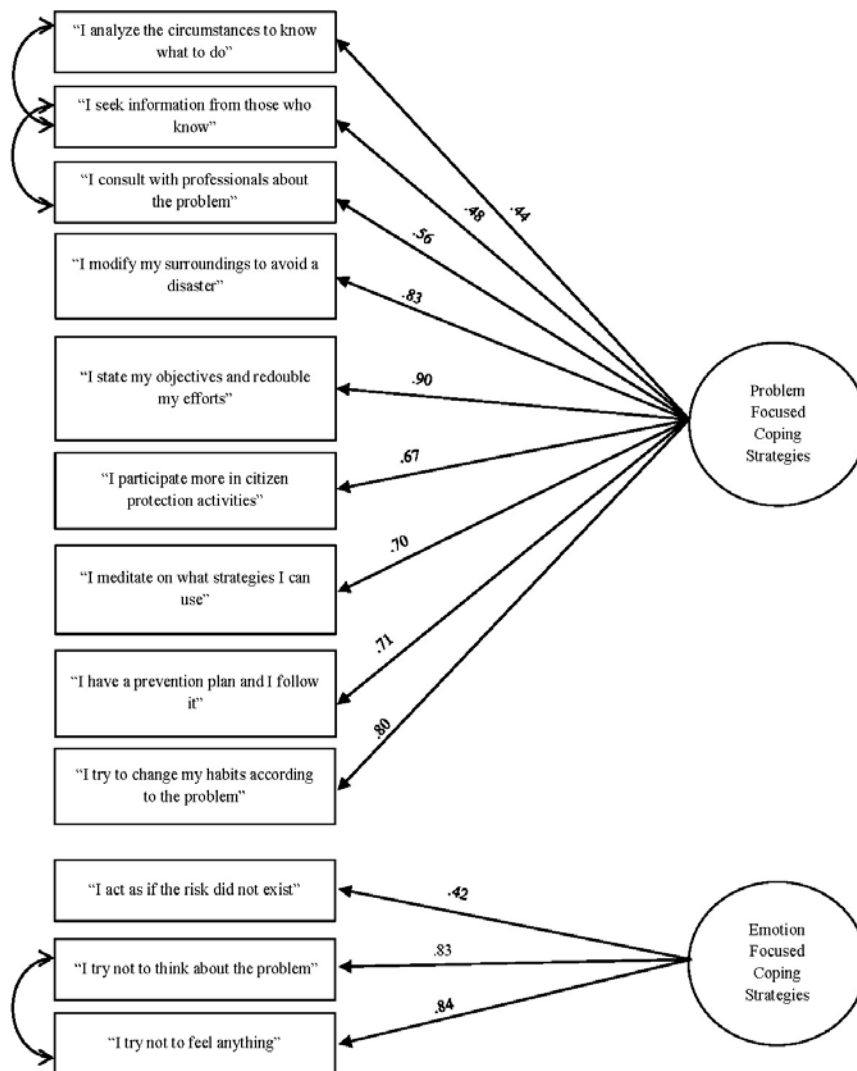 “I analyze the circumstances to know
what to do”
“I seek information from those who
know”
“I consult with professionals about
the problem”
“I modify my surroundings to avoid a
disaster”
“I state my objectives and redouble
my efforts”
“I participate more in citizen
protection activities”
“I meditate on what strategies I can
use”
“I have a prevention plan and I follow
it”
“I try to change my habits according
to the problem”
.44
.48
.56
.83
.90
.67
.70
.71
.80
Problem
Focused
Coping
Strategies
“I act as if the risk did not exist”
“I try not to think about the problem”
“I try not to feel anything”
.42
.83
.84
Emotion
Focused
Coping
Strategies